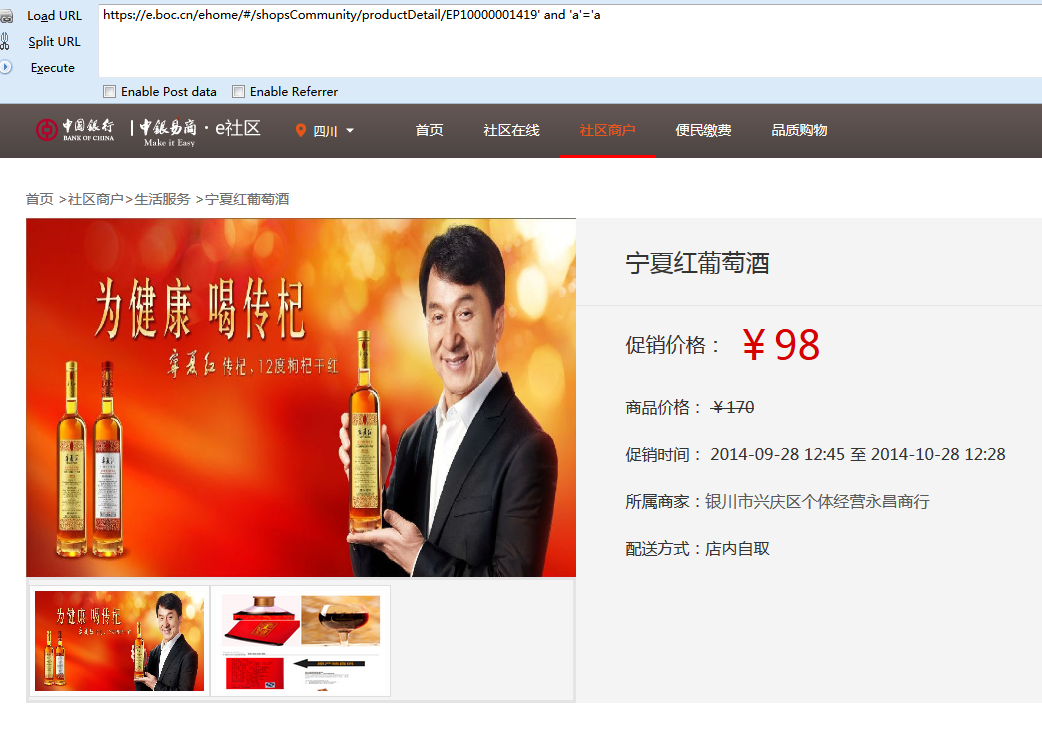 Load URL
https://e.boc.cn/ehome/#/shopsCommunity/productDetail/EP10000001419' and 'a'='a
Split URL
Execute
Enable Post data
Enable Referrer
中国银行
BANK OF CHINA
中银易商 · e社区
Make it Easy
四川
首页
社区在线
社区商户
便民缴费
品质购物
首页 >社区商户>生活服务 >宁夏红葡萄酒
为健康 喝传杞
宁夏红 传杞、12度枸杞干红
宁夏红葡萄酒
促销价格： ￥98
商品价格： ￥170
促销时间： 2014-09-28 12:45 至 2014-10-28 12:28
所属商家：银川市兴庆区个体经营永昌商行
配送方式：店内自取
为健康 喝传杞